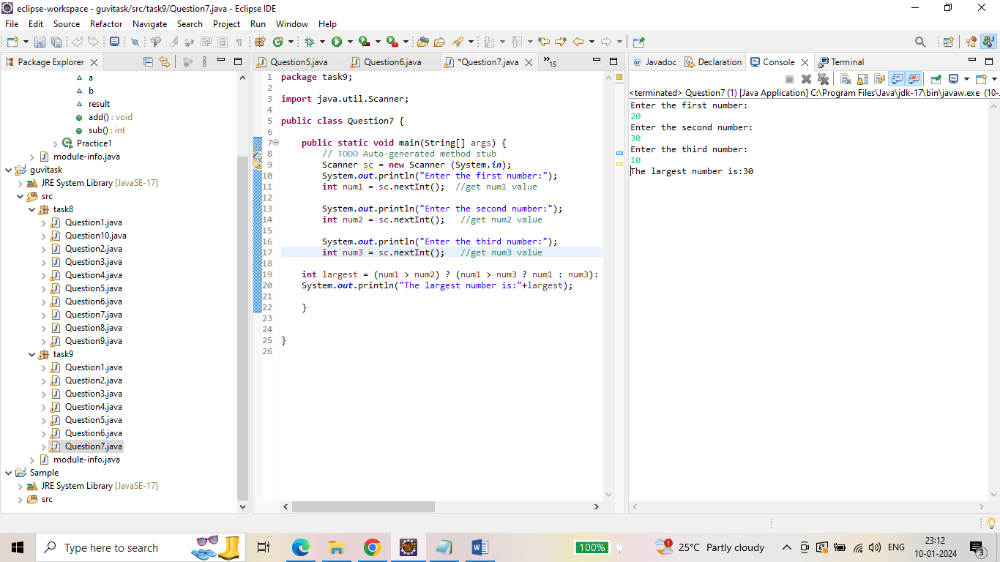 eclipse-workspace - guvitask/src/task9/Question7.java - Eclipse IDE
File Edit Source Refactor Navigate Search Project Run Window Help
Package Explorer
a
b
result
add() : void
sub() : int
Practice1
module-info.java
guvitask
JRE System Library [JavaSE-17]
src
task8
Question1.java
Question10.java
Question2.java
Question3.java
Question4.java
Question5.java
Question6.java
Question7.java
Question8.java
Question9.java
task9
Question1.java
Question2.java
Question3.java
Question4.java
Question5.java
Question6.java
Question7.java
module-info.java
Sample
JRE System Library [JavaSE-17]
src
Question5.java Question6.java *Question7.java »15
1 package task9;
2
3 import java.util.Scanner;
4
5 public class Question7 {
6
7 public static void main(String[] args) {
8 // TODO Auto-generated method stub
9 Scanner sc = new Scanner (System.in);
10 System.out.println("Enter the first number:");
11 int num1 = sc.nextInt(); //get num1 value
12
13 System.out.println("Enter the second number:");
14 int num2 = sc.nextInt(); //get num2 value
15
16 System.out.println("Enter the third number:");
17 int num3 = sc.nextInt(); //get num3 value
18
19 int largest = (num1 > num2) ? (num1 > num3 ? num1 : num3):
20 System.out.println("The largest number is:"+largest);
21
22 }
23
24
25 }
26
@ Javadoc Declaration Console Terminal
<terminated> Question7 (1) [Java Application] C:\Program Files\Java\jdk-17\bin\javaw.exe (10-
Enter the first number:
20
Enter the second number:
30
Enter the third number:
10
The largest number is:30
Type here to search
100%
1
25°C Partly cloudy
ENG
23:12
10-01-2024
3